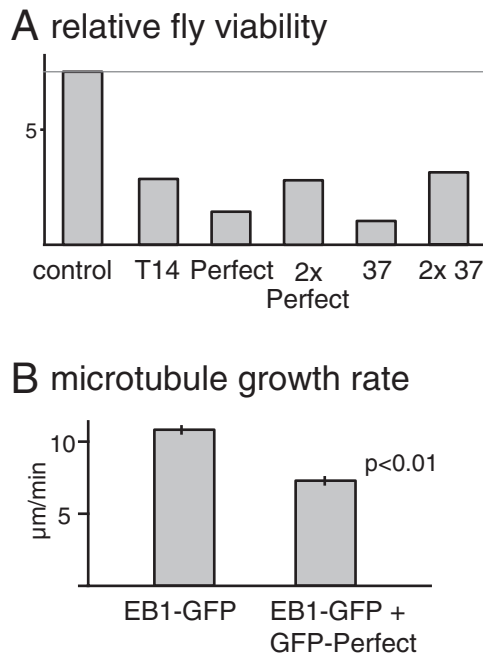 A relative fly viability
5
control T14 Perfect 2x Perfect 37 2x 37
B microtubule growth rate
10
5
µm/min
p<0.01
EB1-GFP EB1-GFP +
GFP-Perfect